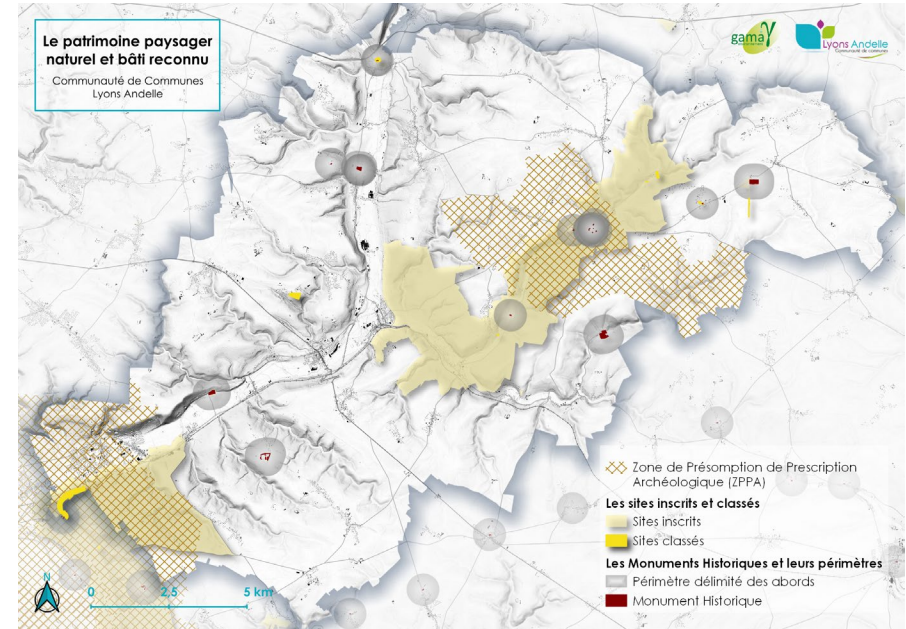 Le patrimoine paysager
naturel et bâti reconnu
Communauté de Communes
Lyons Andelle
gama
Lyons Andelle
Communauté de communes
Zone de Présomption de Prescription
Archéologique (ZPPA)
Les sites inscrits et classés
Sites inscrits
Sites classés
Les Monuments Historiques et leurs périmètres
Périmètre délimité des abords
Monument Historique
N
0 2,5 5 km